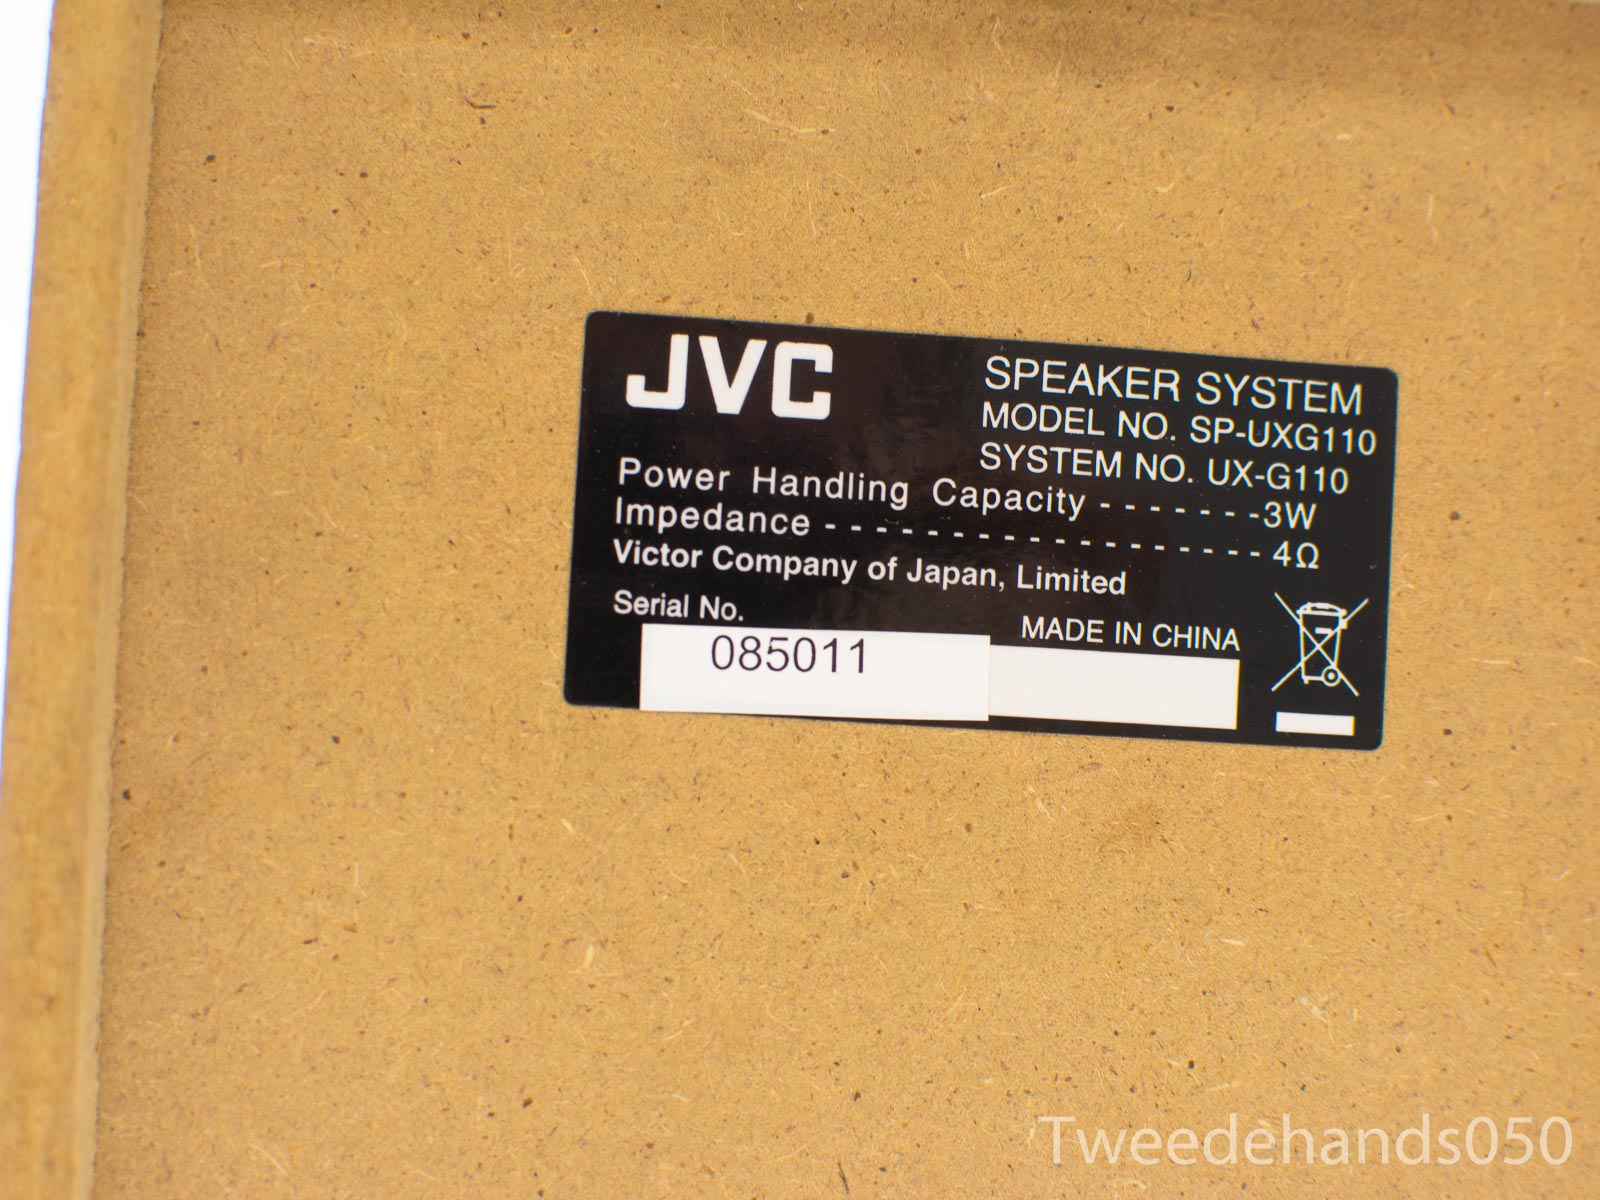 JVC
SPEAKER SYSTEM
MODEL NO. SP-UXG110
SYSTEM NO. UX-G110
Power Handling Capacity - - - - - - - 3W
Impedance - - - - - - - - - - - - - - - - - - 4Ω
Victor Company of Japan, Limited
Serial No.
MADE IN CHINA
085011
Tweedehands050